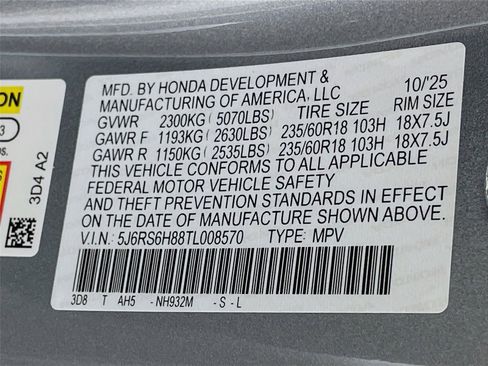 MFD. BY HONDA DEVELOPMENT &
MANUFACTURING OF AMERICA, LLC 10/'25
GVWR 2300KG( 5070LBS) TIRE SIZE RIM SIZE
GAWR F 1193KG( 2630LBS) 235/60R18 103H 18X7.5J
GAWR R 1150KG( 2535LBS) 235/60R18 103H 18X7.5J
THIS VEHICLE CONFORMS TO ALL APPLICABLE
FEDERAL MOTOR VEHICLE SAFETY
AND THEFT PREVENTION STANDARDS IN EFFECT
ON THE DATE OF MANUFACTURE SHOWN ABOVE.
V.I.N.: 5J6RS6H88TL008570 TYPE: MPV
3D8 T AH5 -NH932M -S-L
3D4 A2
3